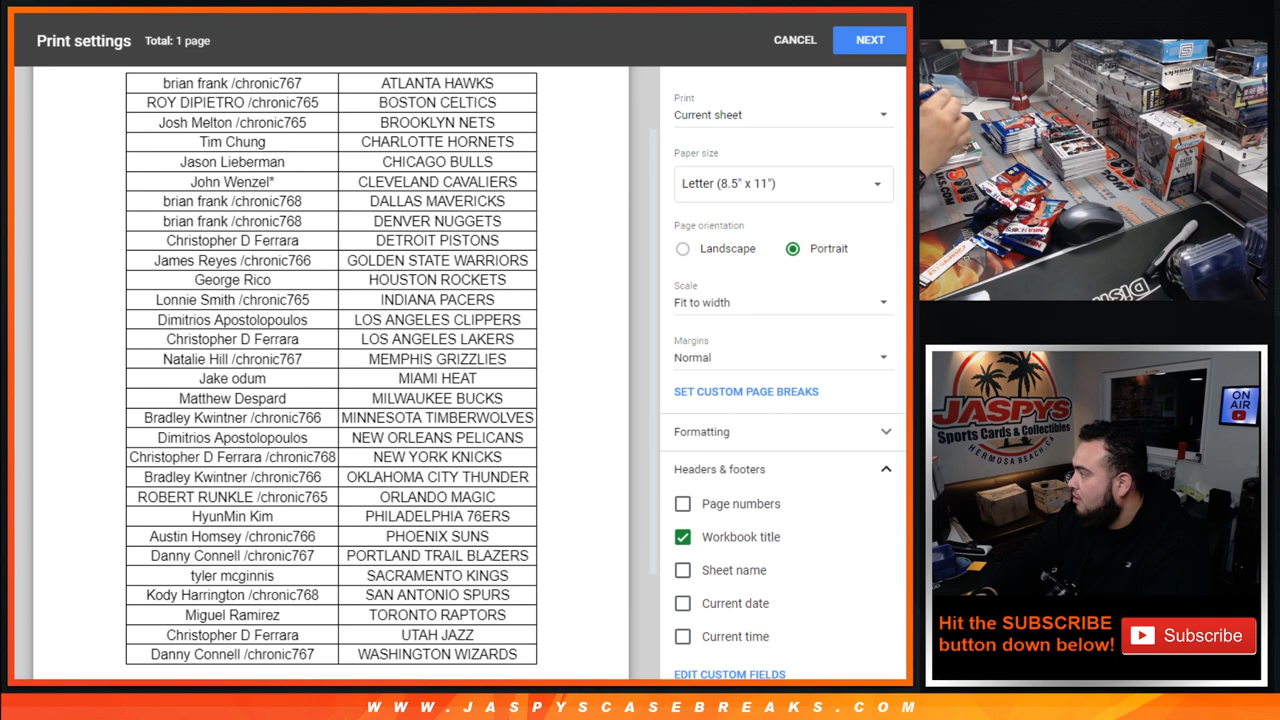 Print settings Total: 1 page
CANCEL NEXT
brian frank /chronic767 ATLANTA HAWKS
ROY DIPIETRO /chronic765 BOSTON CELTICS
Josh Melton /chronic765 BROOKLYN NETS
Tim Chung CHARLOTTE HORNETS
Jason Lieberman CHICAGO BULLS
John Wenzel* CLEVELAND CAVALIERS
brian frank /chronic768 DALLAS MAVERICKS
brian frank /chronic768 DENVER NUGGETS
Christopher D Ferrara DETROIT PISTONS
James Reyes /chronic766 GOLDEN STATE WARRIORS
George Rico HOUSTON ROCKETS
Lonnie Smith /chronic765 INDIANA PACERS
Dimitrios Apostolopoulos LOS ANGELES CLIPPERS
Christopher D Ferrara LOS ANGELES LAKERS
Natalie Hill /chronic767 MEMPHIS GRIZZLIES
Jake odum MIAMI HEAT
Matthew Despard MILWAUKEE BUCKS
Bradley Kwintner /chronic766 MINNESOTA TIMBERWOLVES
Dimitrios Apostolopoulos NEW ORLEANS PELICANS
Christopher D Ferrara /chronic768 NEW YORK KNICKS
Bradley Kwintner /chronic766 OKLAHOMA CITY THUNDER
ROBERT RUNKLE /chronic765 ORLANDO MAGIC
HyunMin Kim PHILADELPHIA 76ERS
Austin Homsey /chronic766 PHOENIX SUNS
Danny Connell /chronic767 PORTLAND TRAIL BLAZERS
tyler mcginnis SACRAMENTO KINGS
Kody Harrington /chronic768 SAN ANTONIO SPURS
Miguel Ramirez TORONTO RAPTORS
Christopher D Ferrara UTAH JAZZ
Danny Connell /chronic767 WASHINGTON WIZARDS
Print
Current sheet
Paper size
Letter (8.5" x 11")
Page orientation
Landscape Portrait
Scale
Fit to width
Margins
Normal
SET CUSTOM PAGE BREAKS
Formatting
Headers & footers
Page numbers
Workbook title
Sheet name
Current date
Current time
EDIT CUSTOM FIELDS
JASPYS
Sports Cards & Collectibles
HERMOSA BEACH, CA
ON
AIR
Hit the SUBSCRIBE
button down below!
Subscribe
WWW.JASPYSCASEBREAKS.COM